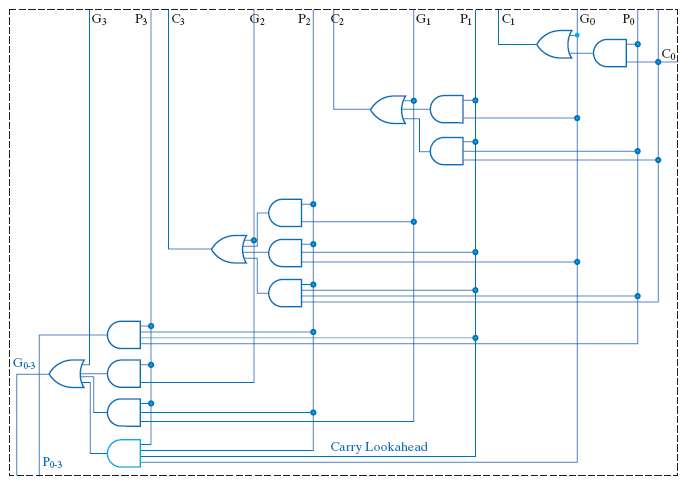 G3 P3 C3 G2 P2 C2 G1 P1 C1 G0 P0
C0
G0-3
Carry Lookahead
P0-3